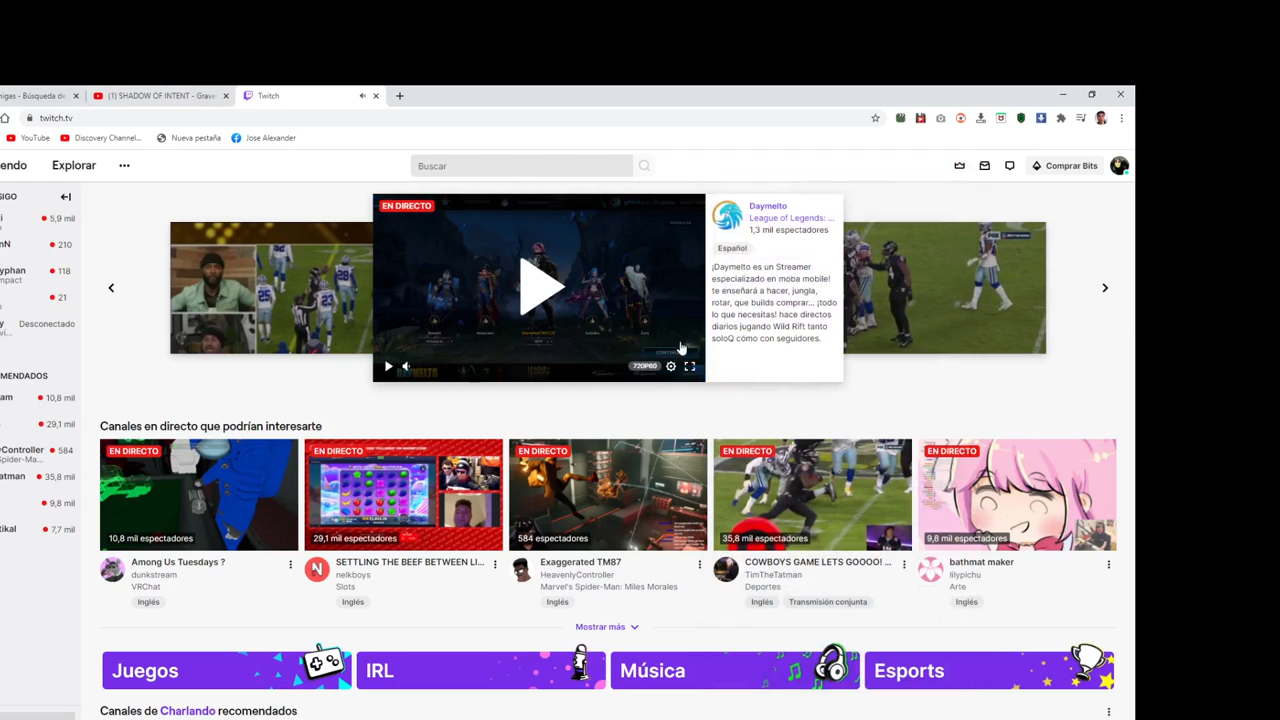 nigas - Búsqueda de
(1) SHADOW OF INTENT - Grave
Twitch
twitch.tv
YouTube
Discovery Channel...
Nueva pestaña
Jose Alexander
endo
Explorar
Buscar
Comprar Bits
SIGO
5,9 mil
nN
210
yphan
118
mpact
21
Desconectado
MENDADOS
am
10,8 mil
29,1 mil
vController
584
Spider-Ma...
atman
35,8 mil
9,8 mil
tikal
7,7 mil
EN DIRECTO
720P60
Daymelto
League of Legends: ...
1,3 mil espectadores
Español
¡Daymelto es un Streamer
especializado en moba mobile!
te enseñará a hacer, jungla,
rotar, que builds comprar... ¡todo
lo que necesitas! hace directos
diarios jugando Wild Rift tanto
soloQ cómo con seguidores.
Canales en directo que podrían interesarte
EN DIRECTO
10,8 mil espectadores
Among Us Tuesdays ?
dunkstream
VRChat
Inglés
EN DIRECTO
29,1 mil espectadores
SETTLING THE BEEF BETWEEN LI...
nelkboys
Slots
Inglés
EN DIRECTO
584 espectadores
Exaggerated TM87
HeavenlyController
Marvel's Spider-Man: Miles Morales
Inglés
EN DIRECTO
35,8 mil espectadores
COWBOYS GAME LETS GOOOO! ...
TimTheTatman
Deportes
Inglés
Transmisión conjunta
EN DIRECTO
9,8 mil espectadores
bathmat maker
lilypichu
Arte
Inglés
Mostrar más
Juegos
IRL
Música
Esports
Canales de Charlando recomendados